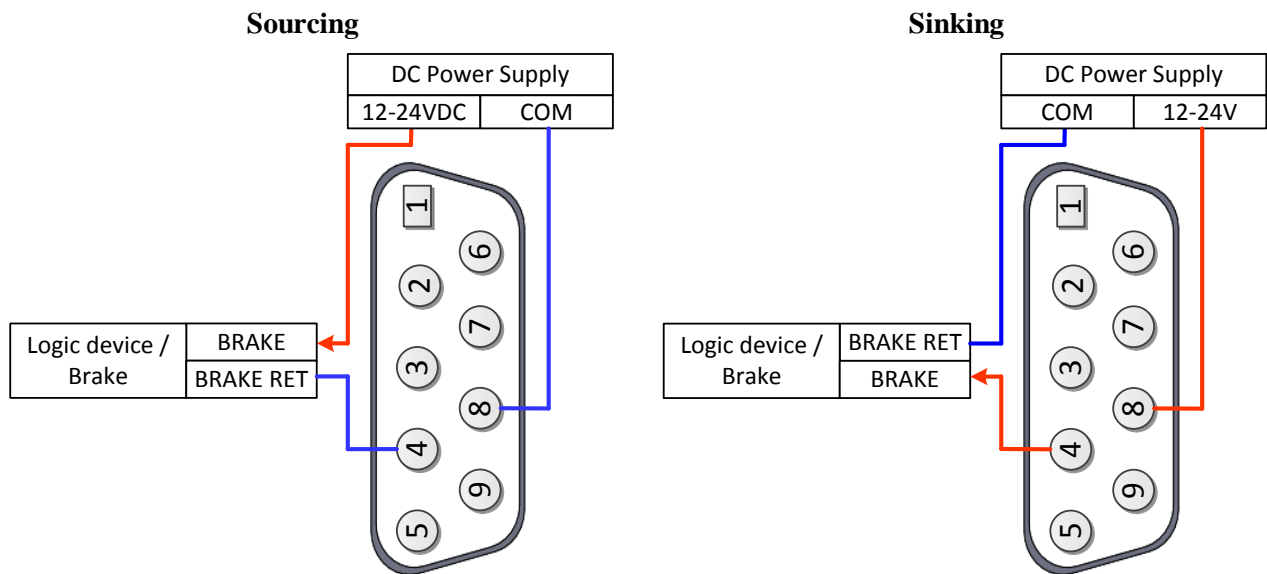 Sourcing
DC Power Supply
12-24VDC COM
1
6
2
7
3
8
4
9
5
Logic device /
Brake
BRAKE
BRAKE RET
Sinking
DC Power Supply
COM 12-24V
1
6
2
7
3
8
4
9
5
Logic device /
Brake
BRAKE RET
BRAKE